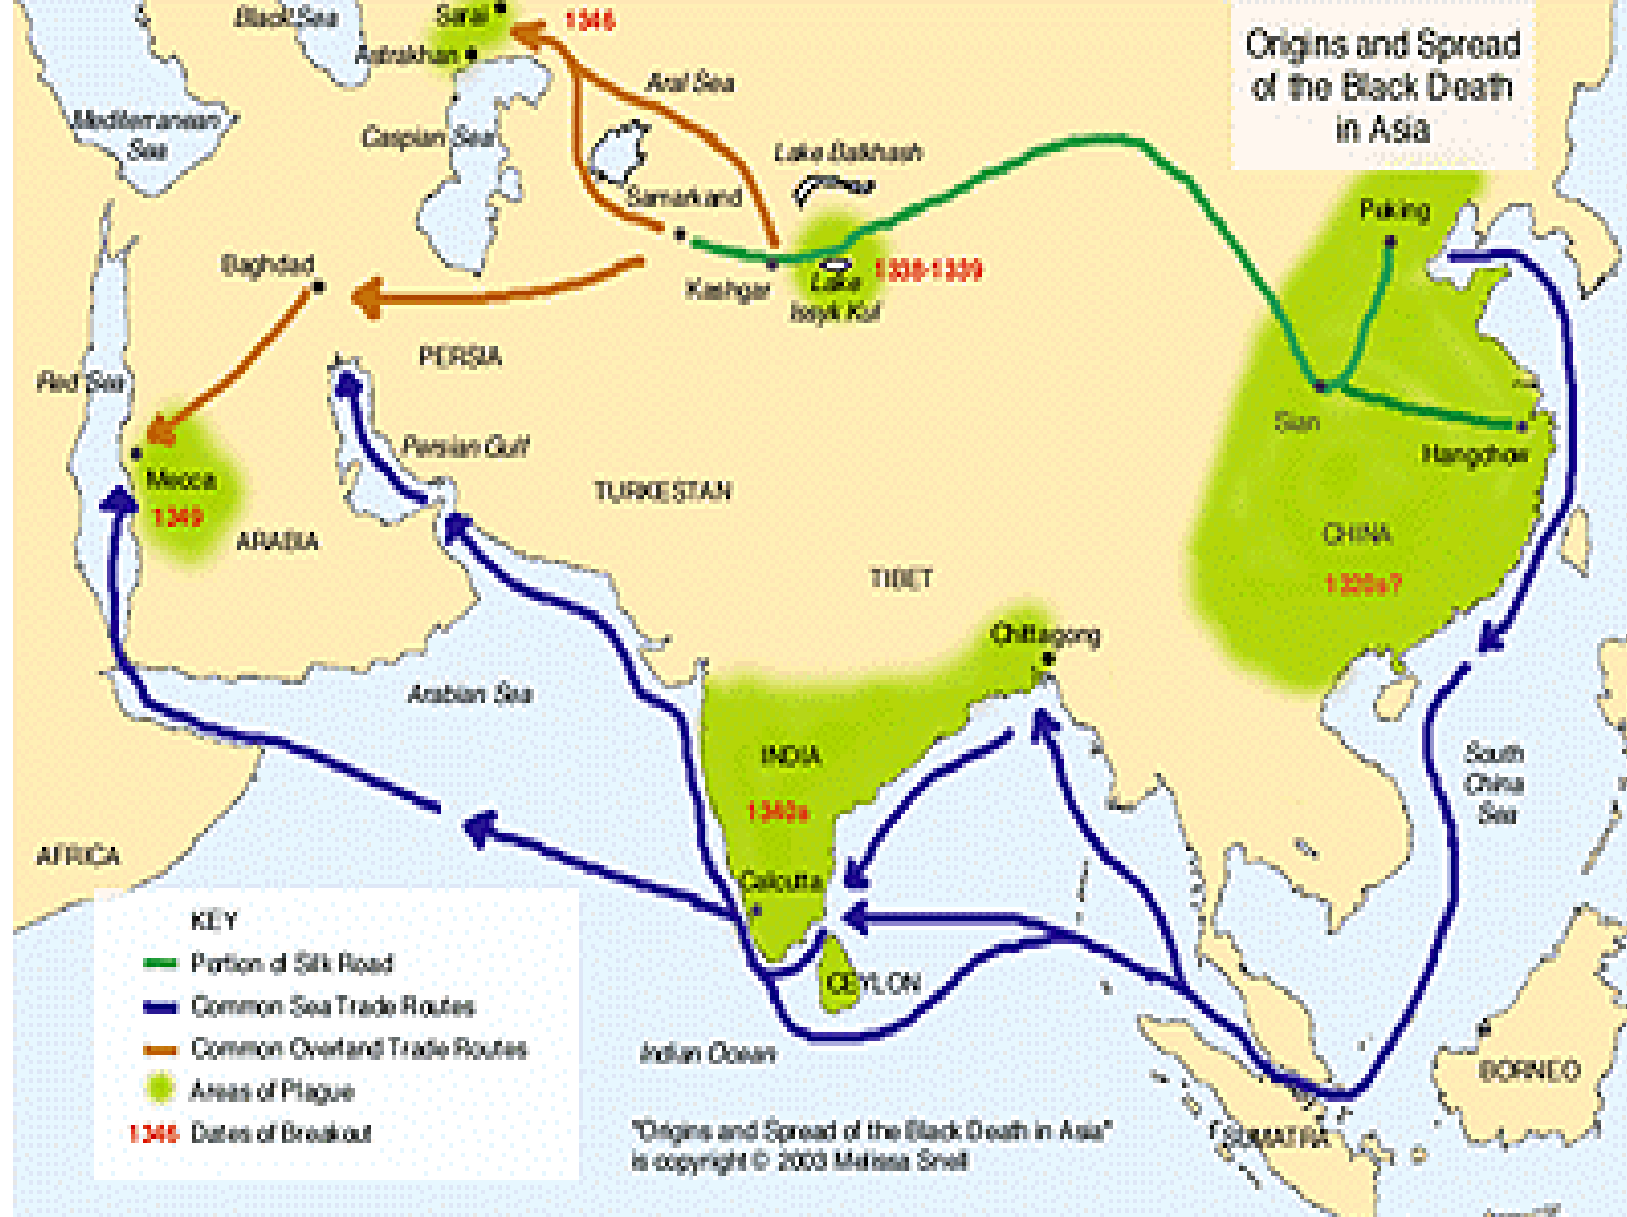 Origins and Spread
of the Black Death
in Asia
Black Sea
Sarai
1346
Astrakhan
Aral Sea
Mediterranean
Sea
Caspian Sea
Lake Balkhash
Samarkand
Peking
Baghdad
Kashgar
1338-1339
Lake
Issyk Kul
PERSIA
Red Sea
Sian
Persian Gulf
Hangchow
Mecca
TURKESTAN
1349
ARABIA
CHINA
1320s?
TIBET
Chittagong
Arabian Sea
INDIA
South
China
Sea
1340s
AFRICA
Calcutta
KEY
Portion of Silk Road
CEYLON
Common Sea Trade Routes
Common Overland Trade Routes
Indian Ocean
BORNEO
Areas of Plague
1346 Dates of Breakout
"Origins and Spread of the Black Death in Asia"
is copyright © 2003 Melissa Snell
SUMATRA